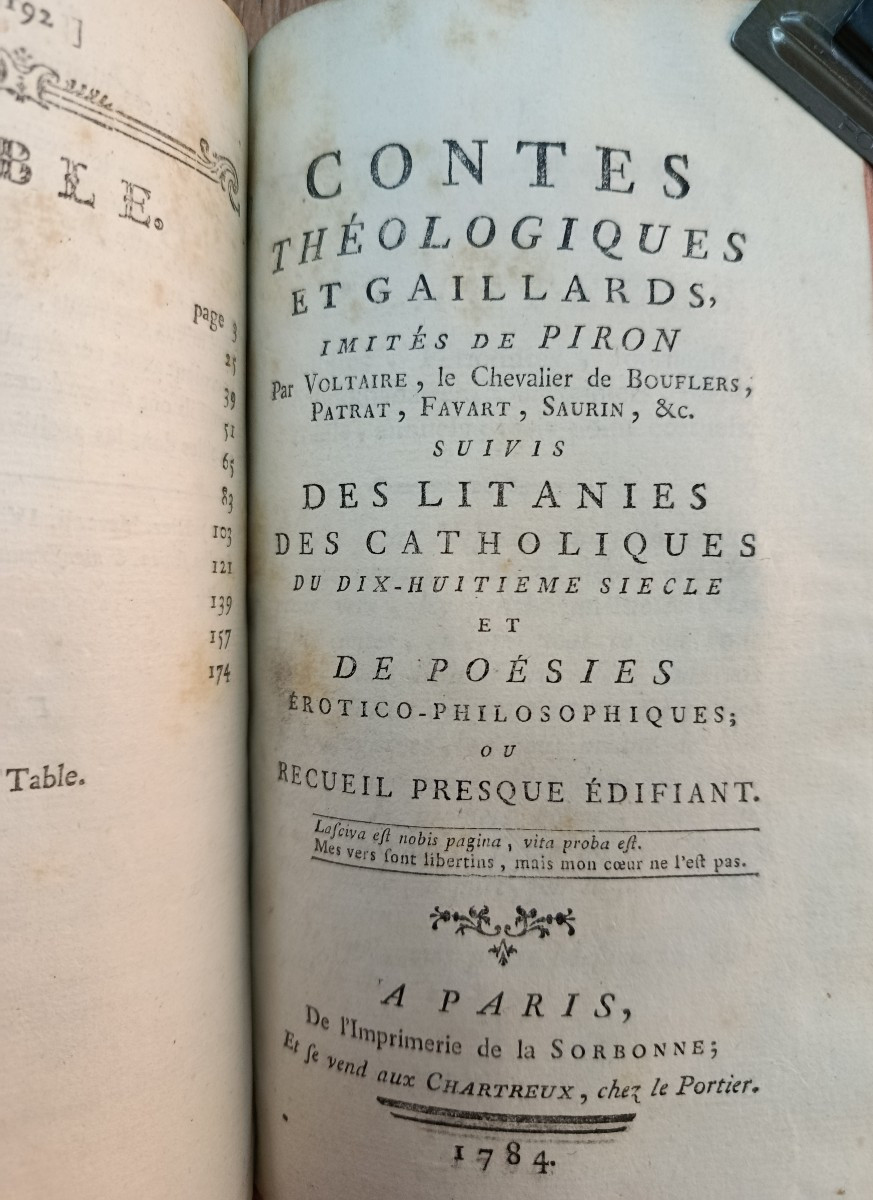 192 ]
BLE.
page 3
25
39
51
65
83
103
121
139
157
174
Table.
CONTES
THÉOLOGIQUES
ET GAILLARDS,
IMITÉS DE PIRON
Par VOLTAIRE, le Chevalier de BOUFLERS,
PATRAT, FAVART, SAURIN, &c.
SUIVIS
DES LITANIES
DES CATHOLIQUES
DU DIX-HUITIEME SIECLE
ET
DE POÉSIES
ÉROTICO-PHILOSOPHIQUES;
OU
RECUEIL PRESQUE ÉDIFIANT.
Laſciva eſt nobis pagina, vita proba eſt.
Mes vers ſont libertins, mais mon cœur ne l'eſt pas.
A PARIS,
De l'Imprimerie de la SORBONNE;
Et ſe vend aux CHARTREUX, chez le Portier.
1784.